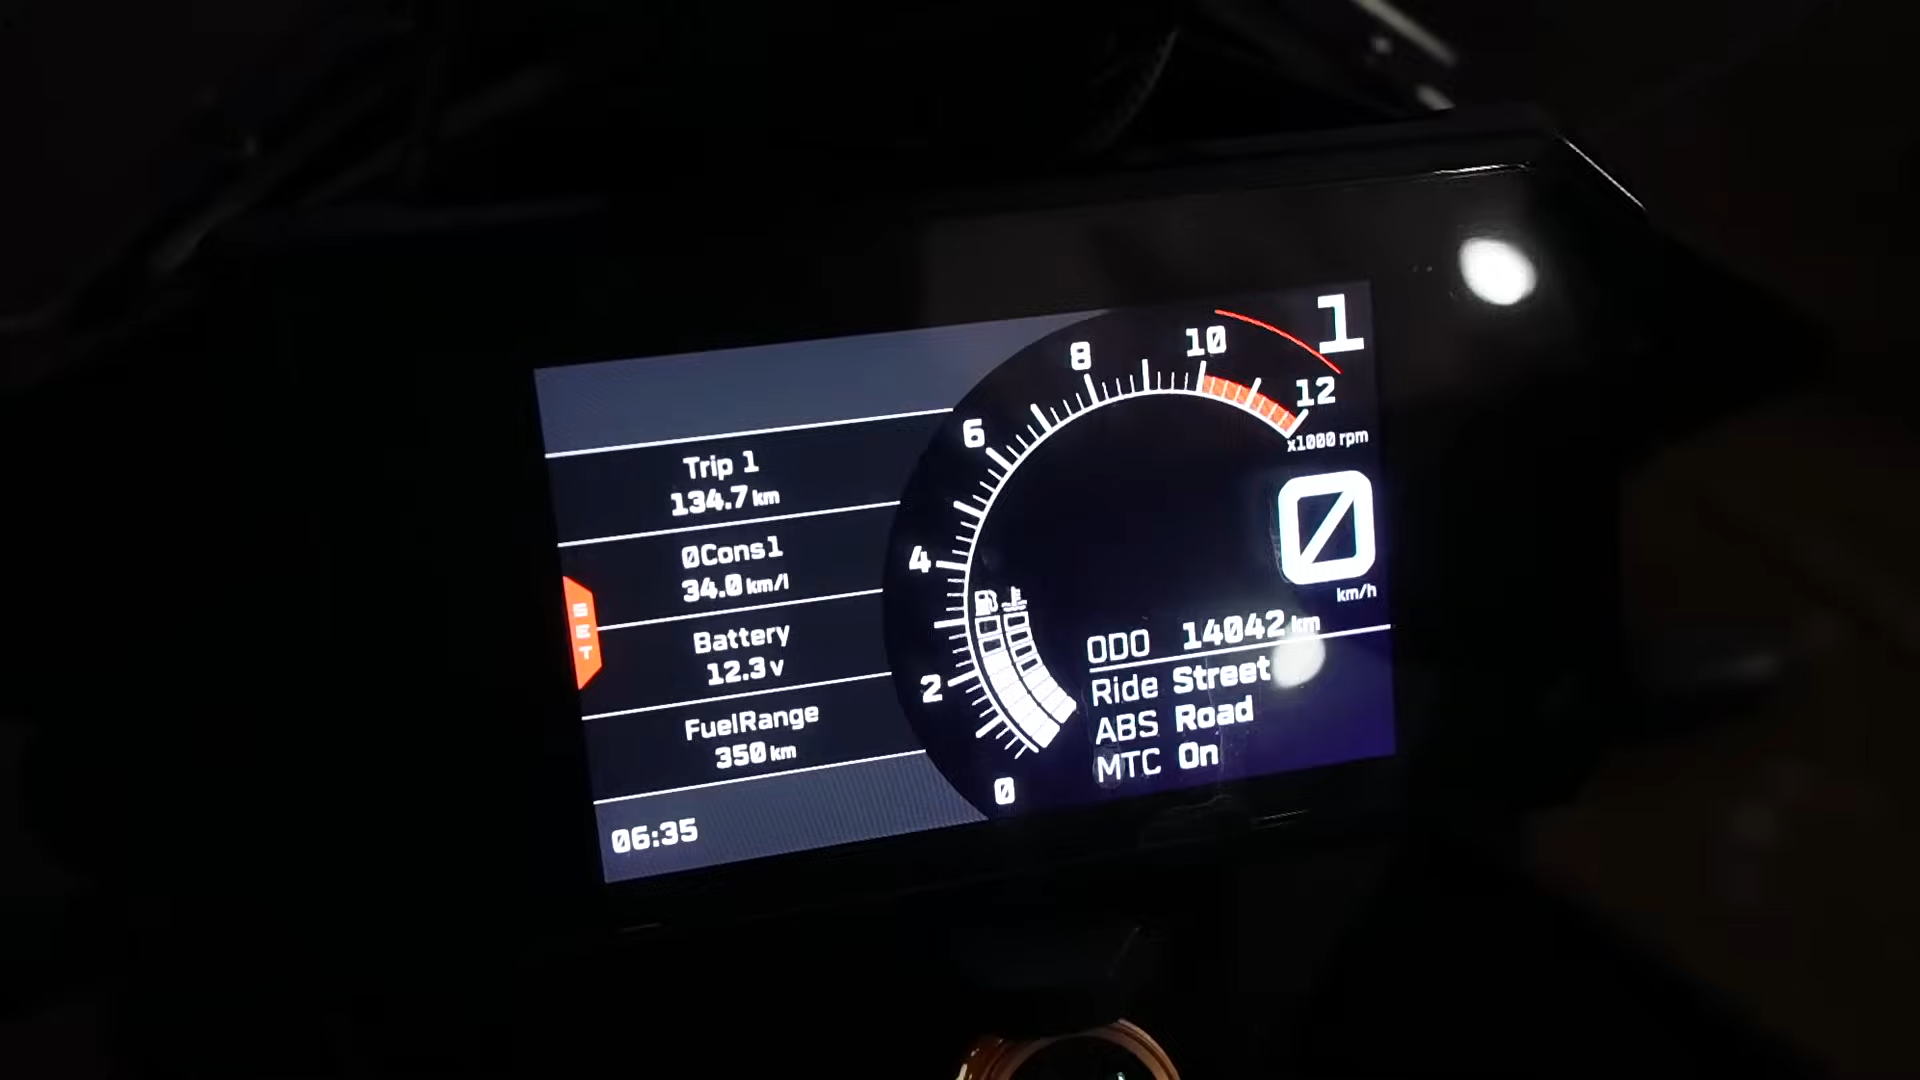 Trip 1
134.7 km
ØCons1
34.0 km/l
SET
Battery
12.3 v
FuelRange
350 km
06:35
0
2
4
6
8
10
12
x1000 rpm
1
0
km/h
ODO 14042 km
Ride Street
ABS Road
MTC On